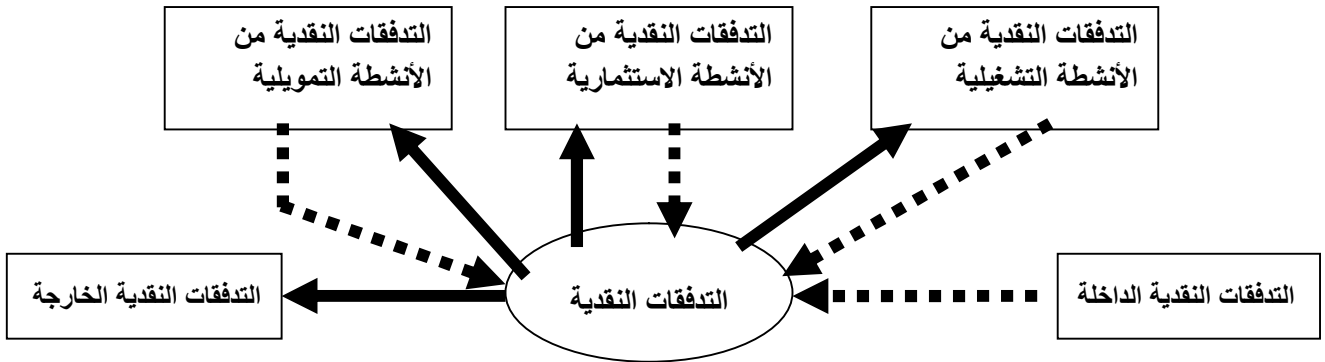 التدفقات النقدية من
الأنشطة التشغيلية
التدفقات النقدية من
الأنشطة الاستثمارية
التدفقات النقدية من
الأنشطة التمويلية
التدفقات النقدية الداخلة
التدفقات النقدية
التدفقات النقدية الخارجة